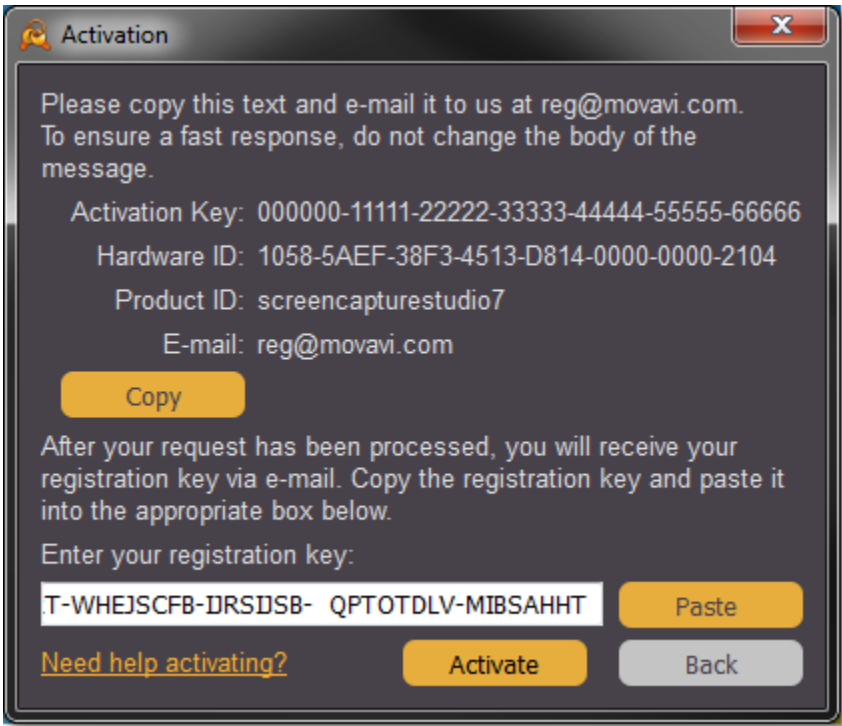 Activation
Please copy this text and e-mail it to us at reg@movavi.com.
To ensure a fast response, do not change the body of the
message.
Activation Key: 000000-11111-22222-33333-44444-55555-66666
Hardware ID: 1058-5AEF-38F3-4513-D814-0000-0000-2104
Product ID: screencapturestudio7
E-mail: reg@movavi.com
Copy
After your request has been processed, you will receive your
registration key via e-mail. Copy the registration key and paste it
into the appropriate box below.
Enter your registration key:
.T-WHEJSCFB-IJRSIJSB- QPTOTDLV-MIBSAHHT Paste
Need help activating? Activate Back